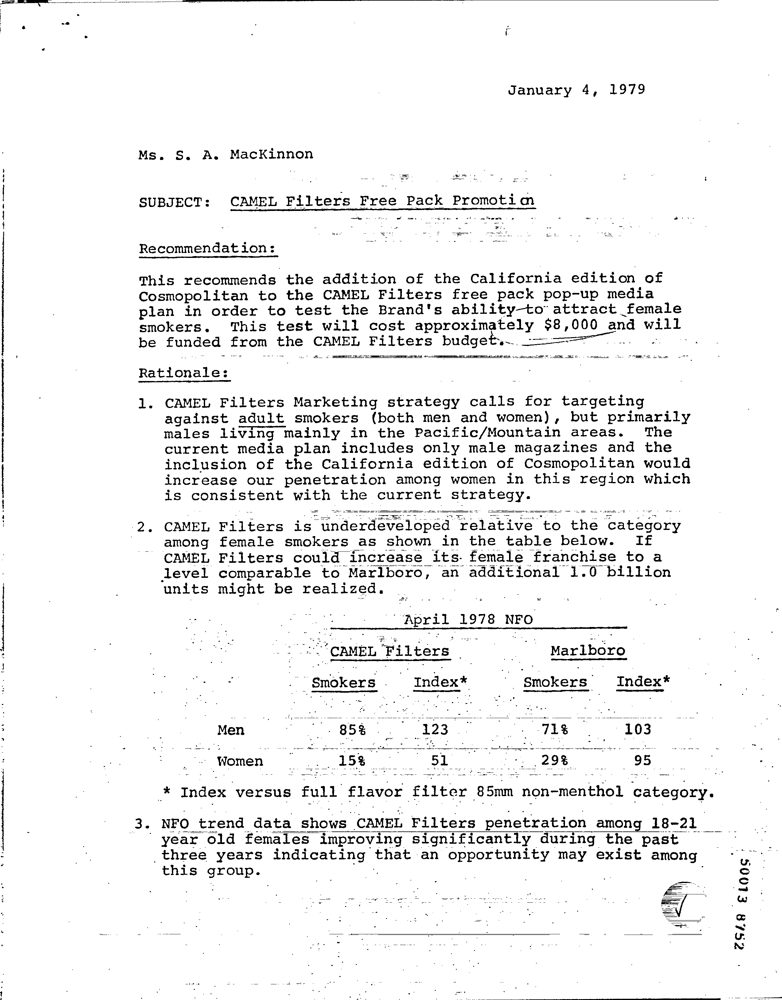 January 4, 1979
Ms. S. A. MacKinnon
SUBJECT: CAMEL Filters Free Pack Promotion
Recommendation:
This recommends the addition of the California edition of
Cosmopolitan to the CAMEL Filters free pack pop-up media
plan in order to test the Brand's ability to attract female
smokers. This test will cost approximately $8,000 and will
be funded from the CAMEL Filters budget.
Rationale:
1. CAMEL Filters Marketing strategy calls for targeting
against adult smokers (both men and women), but primarily
males living mainly in the Pacific/Mountain areas. The
current media plan includes only male magazines and the
inclusion of the California edition of Cosmopolitan would
increase our penetration among women in this region which
is consistent with the current strategy.
2. CAMEL Filters is underdeveloped relative to the category
among female smokers as shown in the table below. If
CAMEL Filters could increase its female franchise to a
level comparable to Marlboro, an additional 1.0 billion
units might be realized.
April 1978 NFO
CAMEL Filters Marlboro
Smokers Index* Smokers Index*
Men 85% 123 71% 103
Women 15% 51 29% 95
* Index versus full flavor filter 85mm non-menthol category.
3. NFO trend data shows CAMEL Filters penetration among 18-21
year old females improving significantly during the past
three years indicating that an opportunity may exist among
this group.
50013 8752